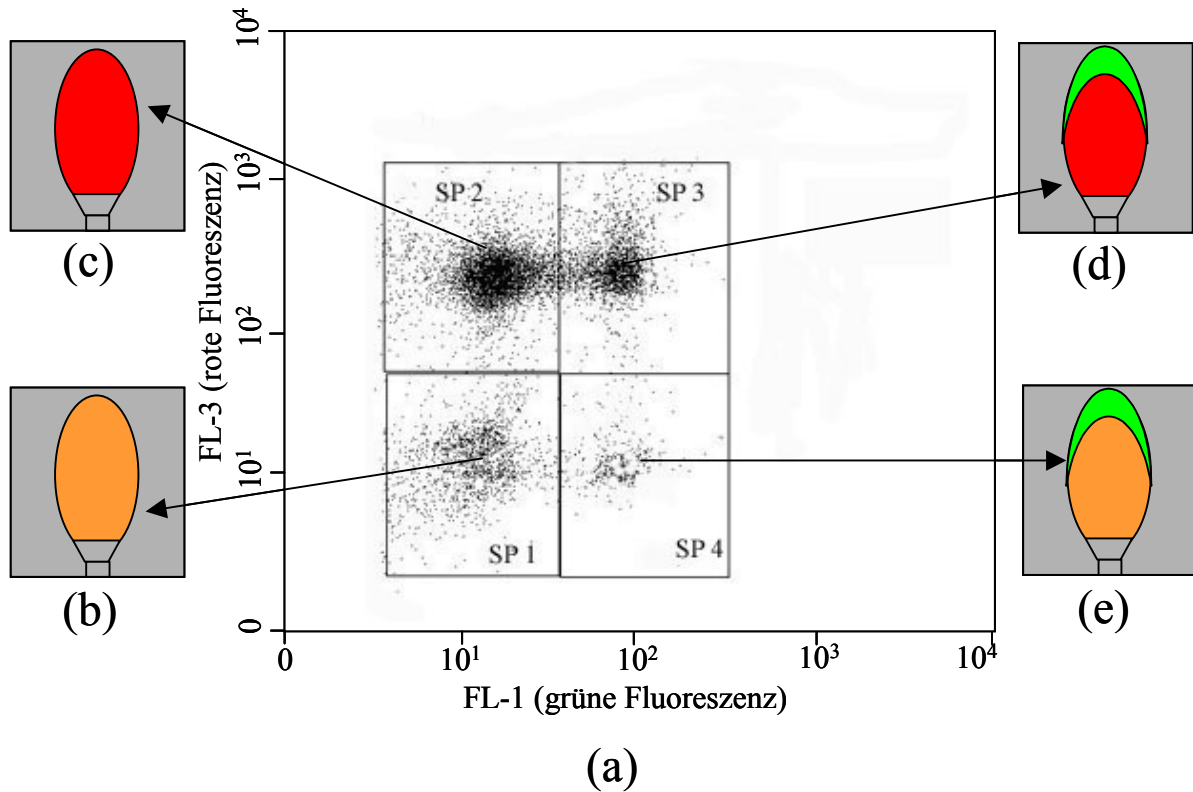 10⁴
10³
10²
10¹
0
FL-3 (rote Fluoreszenz)
SP 2
SP 3
SP 1
SP 4
(c)
(d)
(b)
(e)
0
10¹
10²
10³
10⁴
FL-1 (grüne Fluoreszenz)
(a)